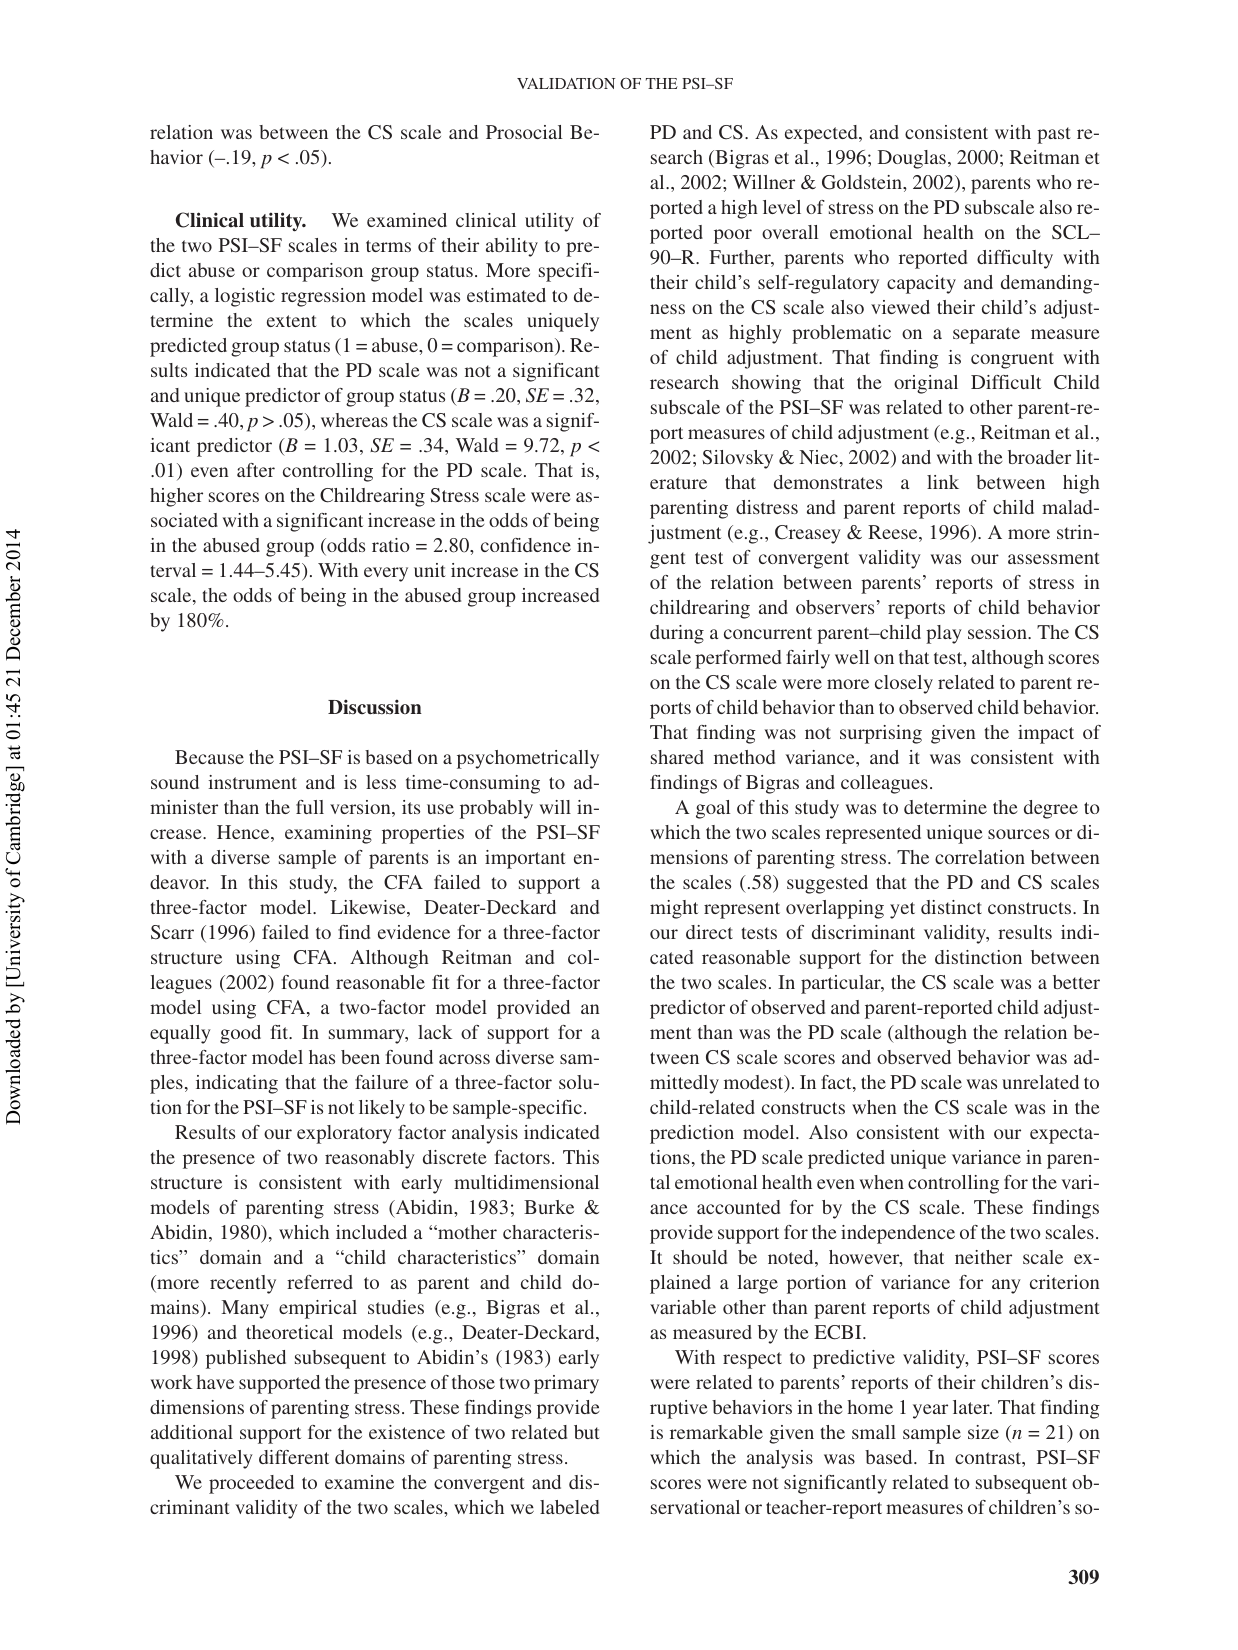 VALIDATION OF THE PSI–SF
relation was between the CS scale and Prosocial Be-
havior (–.19, p < .05).
Clinical utility. We examined clinical utility of
the two PSI–SF scales in terms of their ability to pre-
dict abuse or comparison group status. More specifi-
cally, a logistic regression model was estimated to de-
termine the extent to which the scales uniquely
predicted group status (1 = abuse, 0 = comparison). Re-
sults indicated that the PD scale was not a significant
and unique predictor of group status (B = .20, SE = .32,
Wald = .40, p > .05), whereas the CS scale was a signif-
icant predictor (B = 1.03, SE = .34, Wald = 9.72, p <
.01) even after controlling for the PD scale. That is,
higher scores on the Childrearing Stress scale were as-
sociated with a significant increase in the odds of being
in the abused group (odds ratio = 2.80, confidence in-
terval = 1.44–5.45). With every unit increase in the CS
scale, the odds of being in the abused group increased
by 180%.
Discussion
Because the PSI–SF is based on a psychometrically
sound instrument and is less time-consuming to ad-
minister than the full version, its use probably will in-
crease. Hence, examining properties of the PSI–SF
with a diverse sample of parents is an important en-
deavor. In this study, the CFA failed to support a
three-factor model. Likewise, Deater-Deckard and
Scarr (1996) failed to find evidence for a three-factor
structure using CFA. Although Reitman and col-
leagues (2002) found reasonable fit for a three-factor
model using CFA, a two-factor model provided an
equally good fit. In summary, lack of support for a
three-factor model has been found across diverse sam-
ples, indicating that the failure of a three-factor solu-
tion for the PSI–SF is not likely to be sample-specific.
Results of our exploratory factor analysis indicated
the presence of two reasonably discrete factors. This
structure is consistent with early multidimensional
models of parenting stress (Abidin, 1983; Burke &
Abidin, 1980), which included a “mother characteris-
tics” domain and a “child characteristics” domain
(more recently referred to as parent and child do-
mains). Many empirical studies (e.g., Bigras et al.,
1996) and theoretical models (e.g., Deater-Deckard,
1998) published subsequent to Abidin’s (1983) early
work have supported the presence of those two primary
dimensions of parenting stress. These findings provide
additional support for the existence of two related but
qualitatively different domains of parenting stress.
We proceeded to examine the convergent and dis-
criminant validity of the two scales, which we labeled
PD and CS. As expected, and consistent with past re-
search (Bigras et al., 1996; Douglas, 2000; Reitman et
al., 2002; Willner & Goldstein, 2002), parents who re-
ported a high level of stress on the PD subscale also re-
ported poor overall emotional health on the SCL–
90–R. Further, parents who reported difficulty with
their child’s self-regulatory capacity and demanding-
ness on the CS scale also viewed their child’s adjust-
ment as highly problematic on a separate measure
of child adjustment. That finding is congruent with
research showing that the original Difficult Child
subscale of the PSI–SF was related to other parent-re-
port measures of child adjustment (e.g., Reitman et al.,
2002; Silovsky & Niec, 2002) and with the broader lit-
erature that demonstrates a link between high
parenting distress and parent reports of child malad-
justment (e.g., Creasey & Reese, 1996). A more strin-
gent test of convergent validity was our assessment
of the relation between parents’ reports of stress in
childrearing and observers’ reports of child behavior
during a concurrent parent–child play session. The CS
scale performed fairly well on that test, although scores
on the CS scale were more closely related to parent re-
ports of child behavior than to observed child behavior.
That finding was not surprising given the impact of
shared method variance, and it was consistent with
findings of Bigras and colleagues.
A goal of this study was to determine the degree to
which the two scales represented unique sources or di-
mensions of parenting stress. The correlation between
the scales (.58) suggested that the PD and CS scales
might represent overlapping yet distinct constructs. In
our direct tests of discriminant validity, results indi-
cated reasonable support for the distinction between
the two scales. In particular, the CS scale was a better
predictor of observed and parent-reported child adjust-
ment than was the PD scale (although the relation be-
tween CS scale scores and observed behavior was ad-
mittedly modest). In fact, the PD scale was unrelated to
child-related constructs when the CS scale was in the
prediction model. Also consistent with our expecta-
tions, the PD scale predicted unique variance in paren-
tal emotional health even when controlling for the vari-
ance accounted for by the CS scale. These findings
provide support for the independence of the two scales.
It should be noted, however, that neither scale ex-
plained a large portion of variance for any criterion
variable other than parent reports of child adjustment
as measured by the ECBI.
With respect to predictive validity, PSI–SF scores
were related to parents’ reports of their children’s dis-
ruptive behaviors in the home 1 year later. That finding
is remarkable given the small sample size (n = 21) on
which the analysis was based. In contrast, PSI–SF
scores were not significantly related to subsequent ob-
servational or teacher-report measures of children’s so-
309
Downloaded by [University of Cambridge] at 01:45 21 December 2014